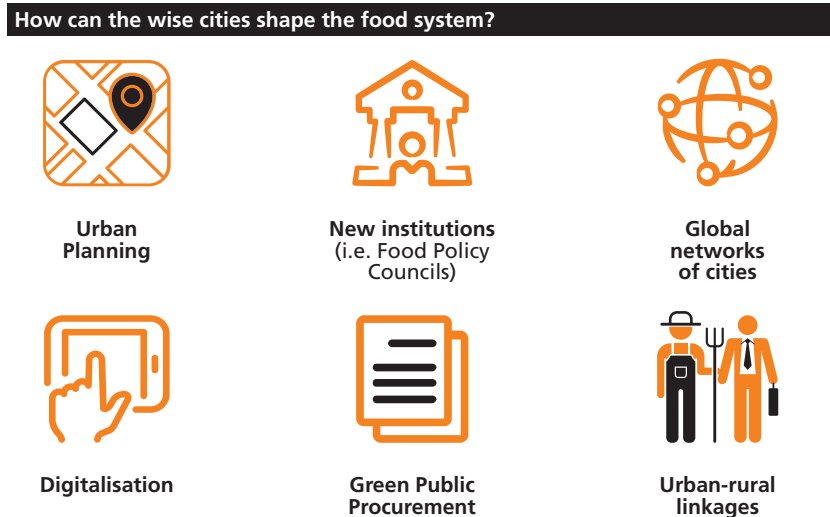 How can the wise cities shape the food system?
Urban
Planning
New institutions
(i.e. Food Policy
Councils)
Global
networks
of cities
Digitalisation
Green Public
Procurement
Urban-rural
linkages